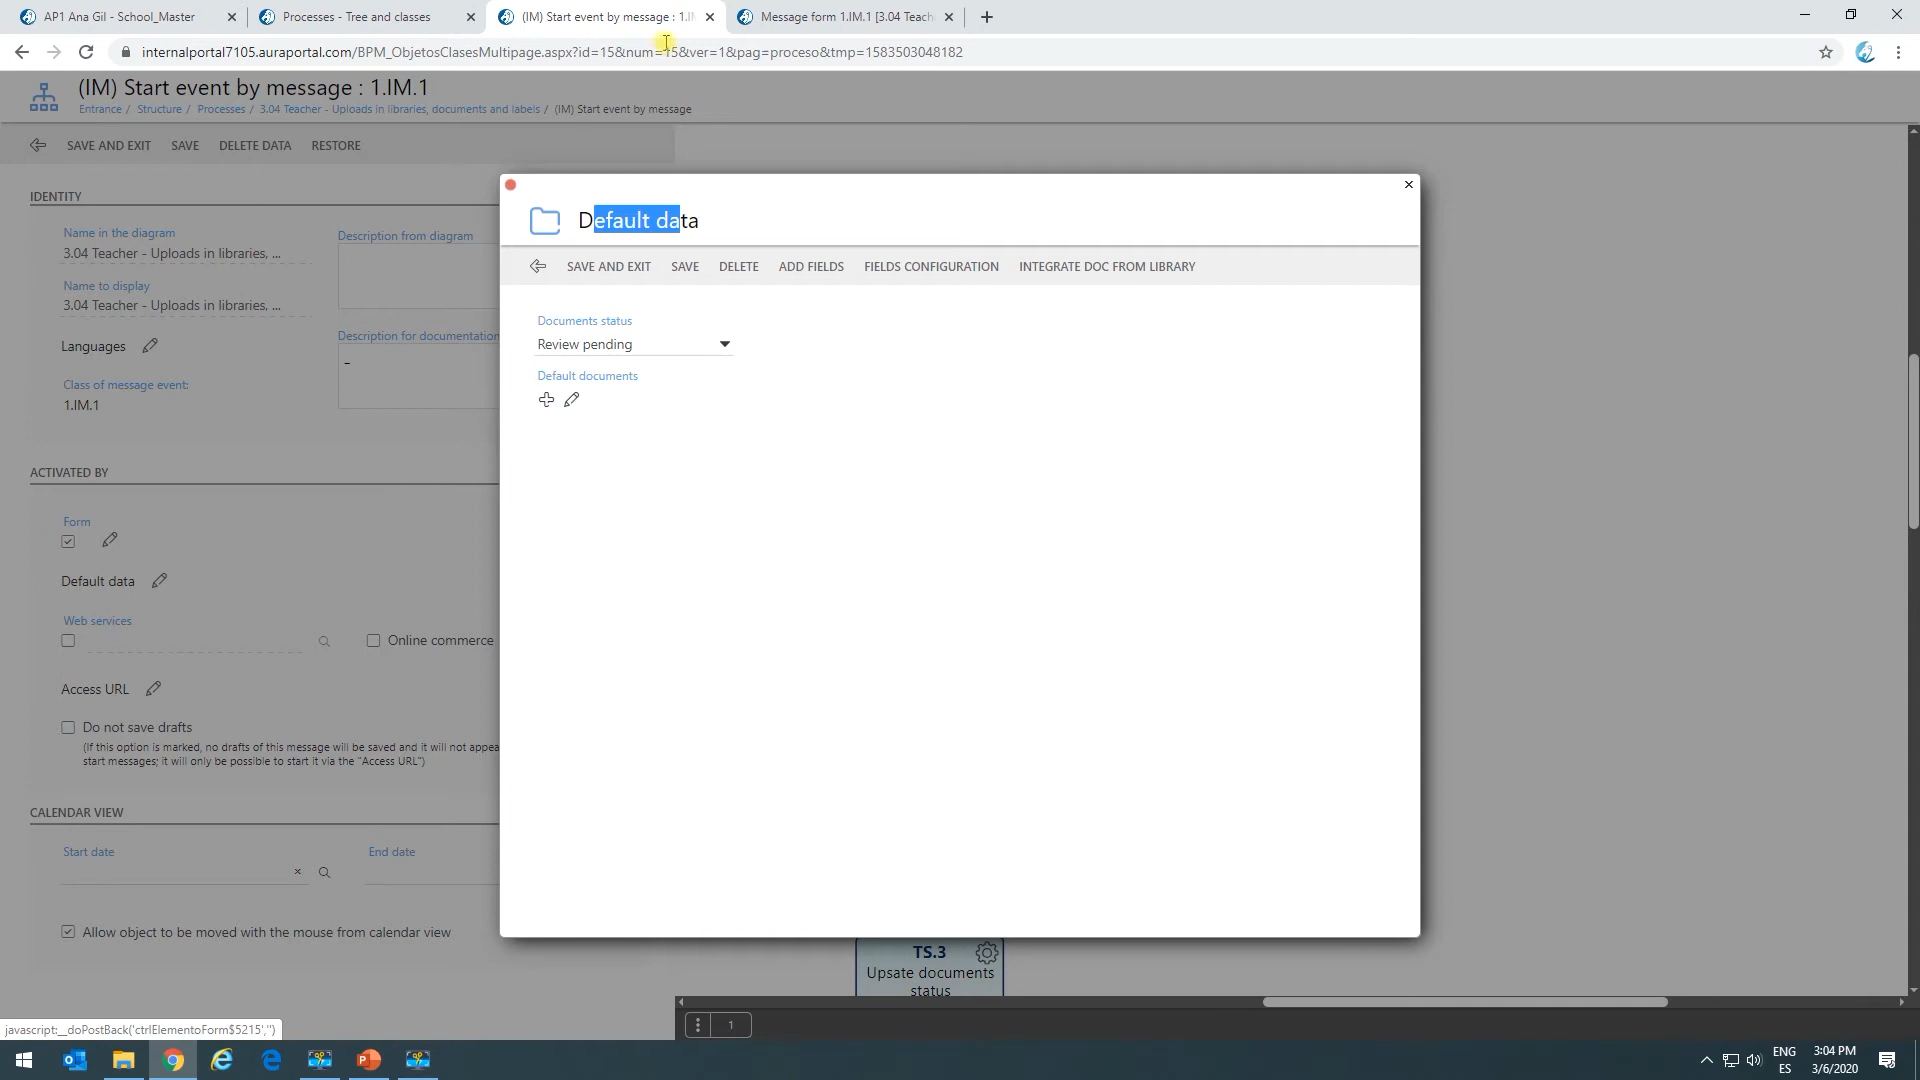 AP1 Ana Gil - School_Master
Processes - Tree and classes
(IM) Start event by message : 1.IM
Message form 1.IM.1 [3.04 Teach
internalportal7105.auraportal.com/BPM_ObjetosClasesMultipage.aspx?id=15&num=15&ver=1&pag=proceso&tmp=1583503048182
(IM) Start event by message : 1.IM.1
Entrance / Structure / Processes / 3.04 Teacher - Uploads in libraries, documents and labels / (IM) Start event by message
SAVE AND EXIT SAVE DELETE DATA RESTORE
IDENTITY
Name in the diagram
3.04 Teacher - Uploads in libraries, ...
Description from diagram
Name to display
3.04 Teacher - Uploads in libraries, ...
Description for documentation
Languages
–
Class of message event:
1.IM.1
ACTIVATED BY
Form
Default data
Web services
Online commerce
Access URL
Do not save drafts
(If this option is marked, no drafts of this message will be saved and it will not appea
start messages; it will only be possible to start it via the "Access URL")
CALENDAR VIEW
Start date
End date
Allow object to be moved with the mouse from calendar view
Default data
SAVE AND EXIT SAVE DELETE ADD FIELDS FIELDS CONFIGURATION INTEGRATE DOC FROM LIBRARY
Documents status
Review pending
Default documents
TS.3
Upsate documents
status
1
javascript:__doPostBack('ctrlElementoForm$5215','')
ENG
ES
3:04 PM
3/6/2020